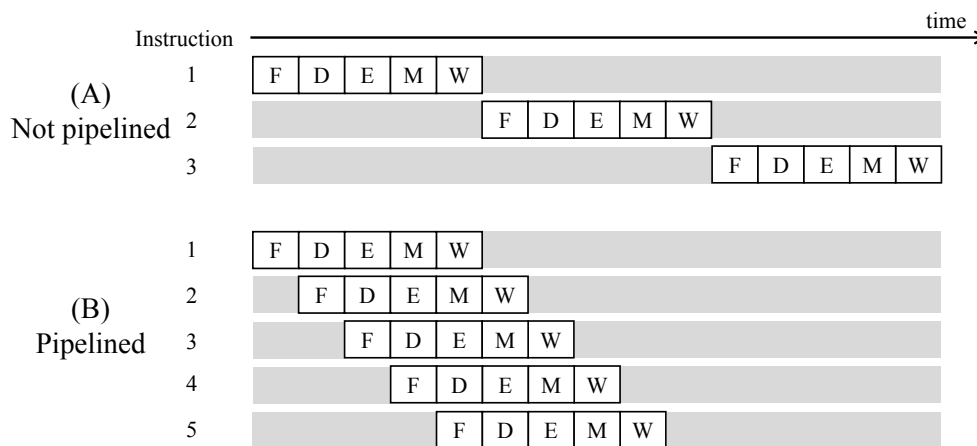 time
Instruction
(A)
Not pipelined
1 F D E M W
2 F D E M W
3 F D E M W
(B)
Pipelined
1 F D E M W
2 F D E M W
3 F D E M W
4 F D E M W
5 F D E M W